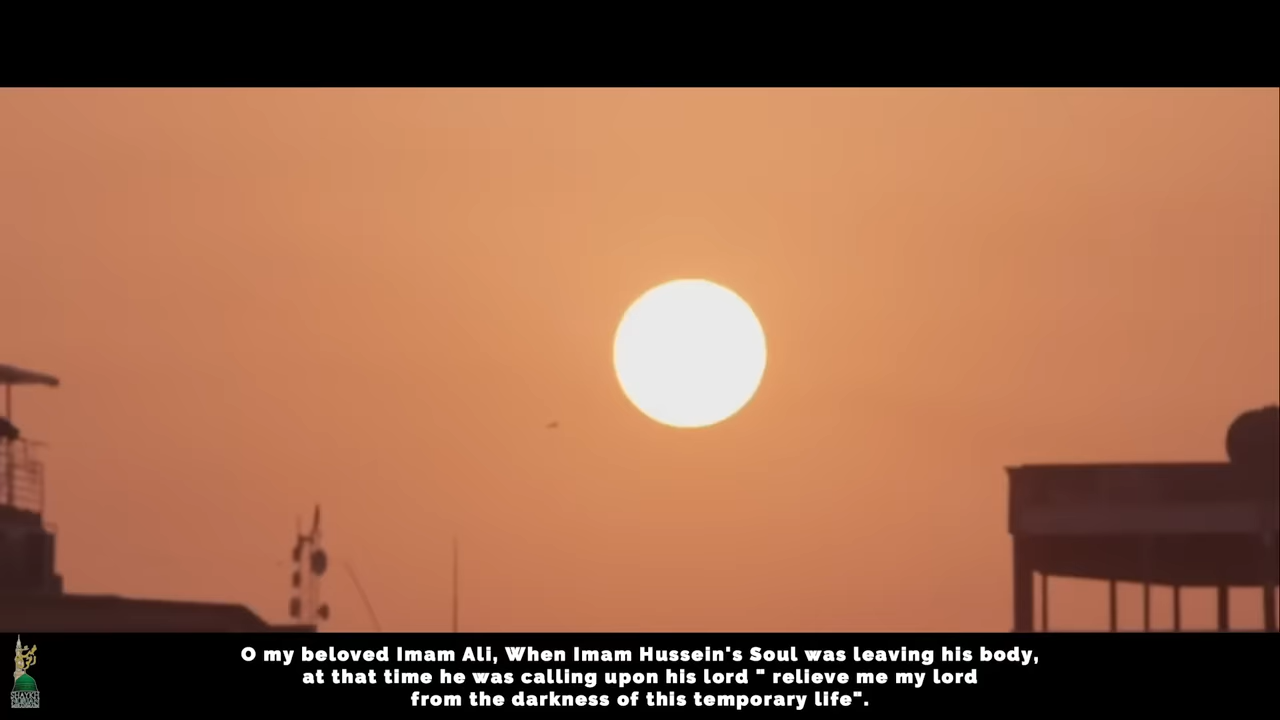 O my beloved Imam Ali, When Imam Hussein's Soul was leaving his body,
at that time he was calling upon his lord " relieve me my lord
from the darkness of this temporary life".